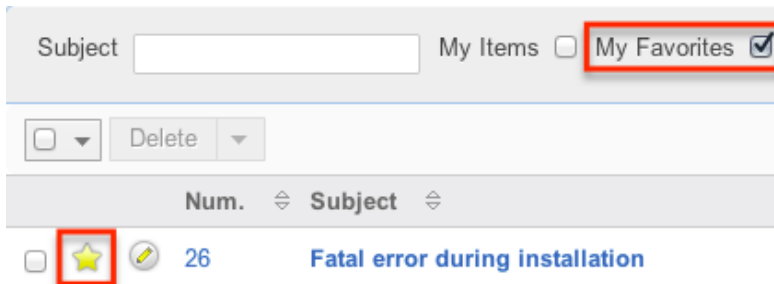 Subject My Items My Favorites
Delete
Num. Subject
26 Fatal error during installation